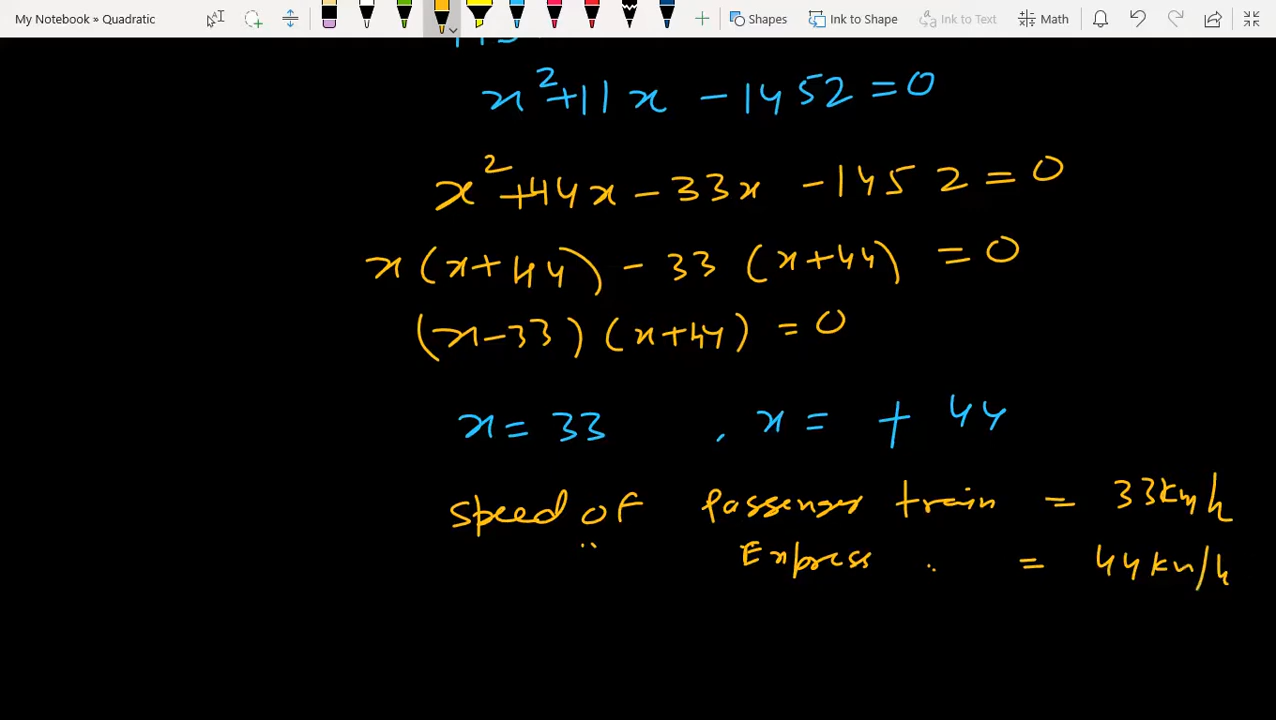 My Notebook » Quadratic Shapes Ink to Shape Ink to Text Math
x²+11x - 1452 = 0
x²+44x - 33x - 1452 = 0
x(x+44) - 33 (x+44) = 0
(x-33) (x+44) = 0
x = 33 , x = + 44
speed of Passenger train = 33km/h
" Express " = 44km/h